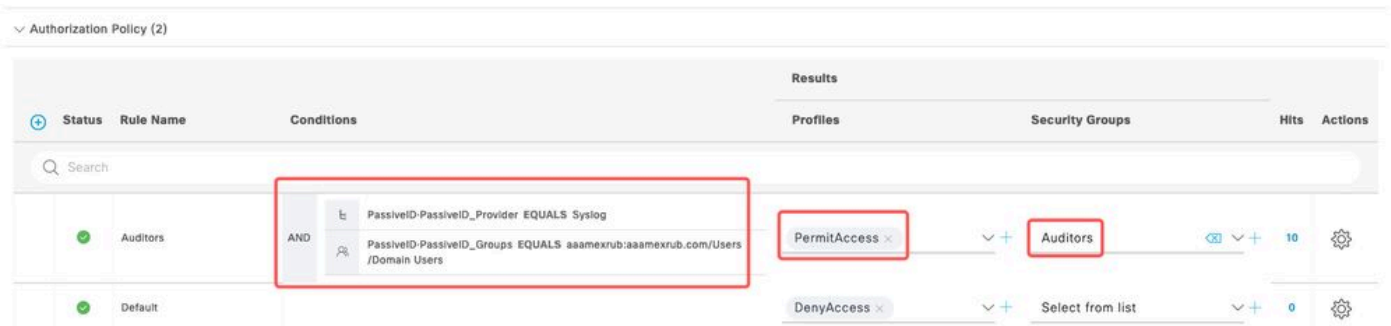 Authorization Policy (2)
Results
Status Rule Name Conditions Profiles Security Groups Hits Actions
Search
PassiveID·PassiveID_Provider EQUALS Syslog
Auditors AND PermitAccess Auditors 10
PassiveID·PassiveID_Groups EQUALS aaamexrub:aaamexrub.com/Users
/Domain Users
Default DenyAccess Select from list 0